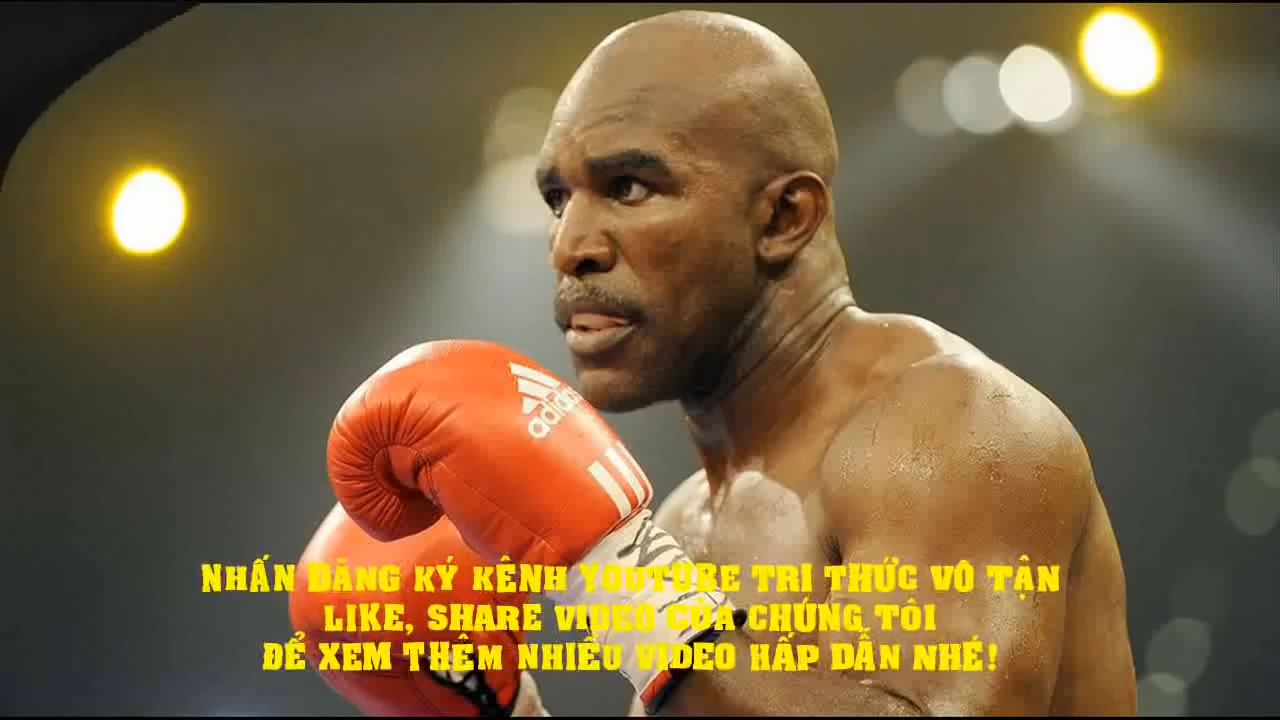 adidas
NHẤN ĐĂNG KÝ KÊNH YOUTUBE TRI THỨC VÔ TẬN
LIKE, SHARE VIDEO CỦA CHÚNG TÔI
ĐỂ XEM THÊM NHIỀU VIDEO HẤP DẪN NHÉ!